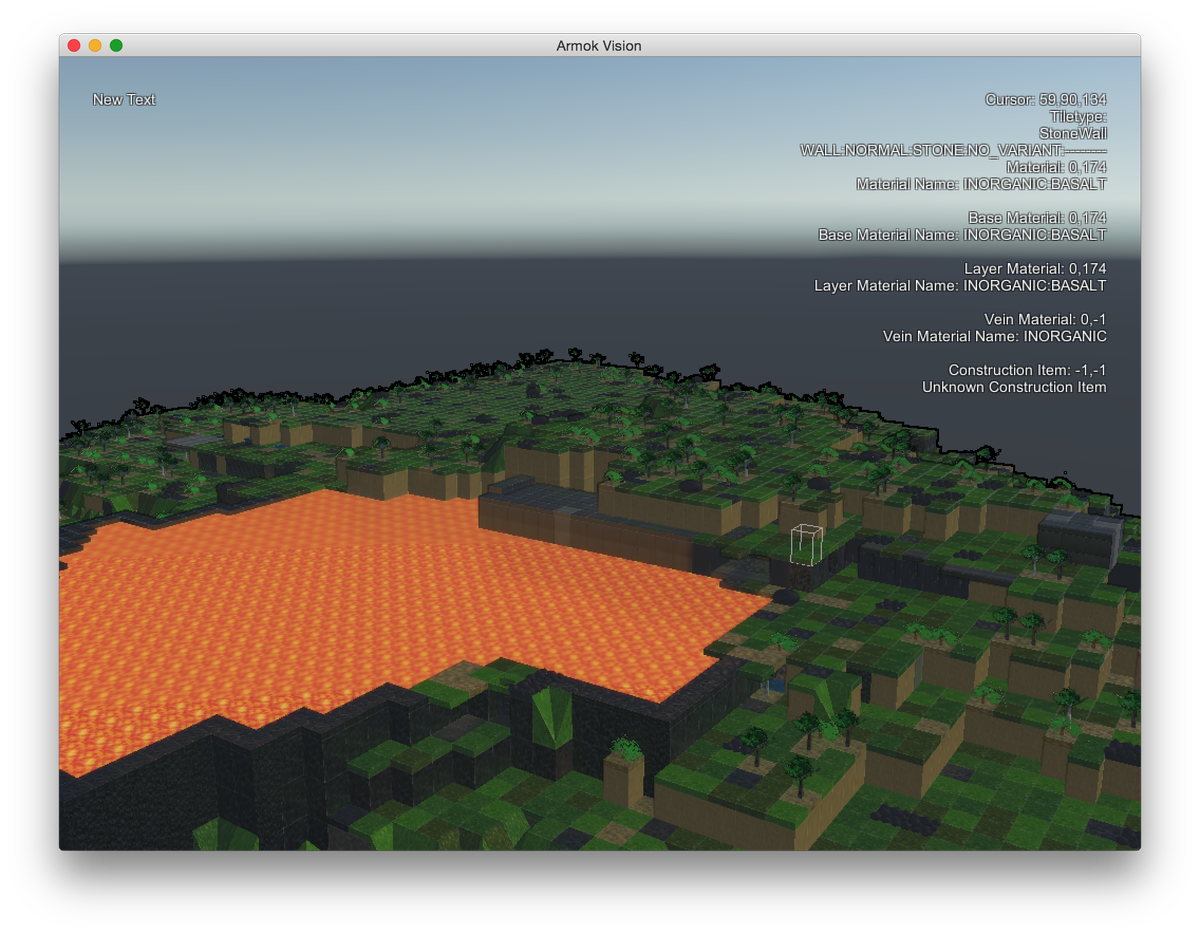 Armok Vision
New Text
Cursor: 59,90,134
Tiletype:
StoneWall
WALL:NORMAL:STONE:NO_VARIANT:--------
Material: 0,174
Material Name: INORGANIC:BASALT
Base Material: 0,174
Base Material Name: INORGANIC:BASALT
Layer Material: 0,174
Layer Material Name: INORGANIC:BASALT
Vein Material: 0,-1
Vein Material Name: INORGANIC
Construction Item: -1,-1
Unknown Construction Item